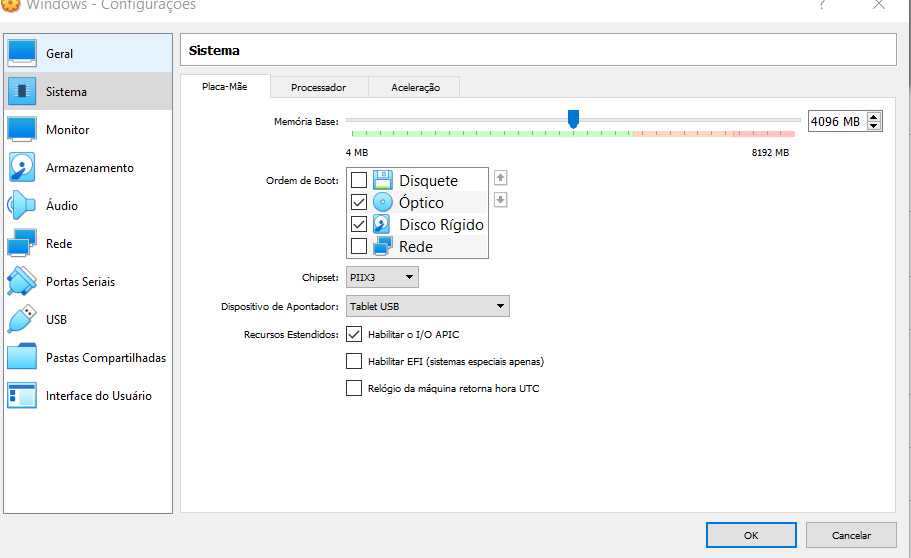 Windows - Configurações
?
Geral
Sistema
Monitor
Armazenamento
Áudio
Rede
Portas Seriais
USB
Pastas Compartilhadas
Interface do Usuário
Sistema
Placa-Mãe Processador Aceleração
Memória Base: 4096 MB
4 MB 8192 MB
Ordem de Boot: Disquete
Óptico
Disco Rígido
Rede
Chipset: PIIX3
Dispositivo de Apontador: Tablet USB
Recursos Estendidos: Habilitar o I/O APIC
Habilitar EFI (sistemas especiais apenas)
Relógio da máquina retorna hora UTC
OK Cancelar